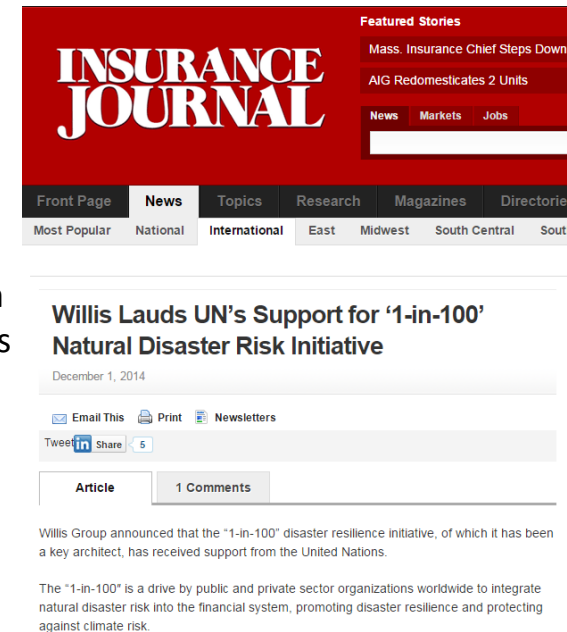 Featured Stories
Mass. Insurance Chief Steps Down
AIG Redomesticates 2 Units
INSURANCE
JOURNAL
News Markets Jobs
Front Page News Topics Research Magazines Directorie
Most Popular National International East Midwest South Central Sout
n
s
Willis Lauds UN’s Support for ‘1-in-100’
Natural Disaster Risk Initiative
December 1, 2014
Email This Print Newsletters
Tweet in Share 5
Article 1 Comments
Willis Group announced that the “1-in-100” disaster resilience initiative, of which it has been
a key architect, has received support from the United Nations.
The “1-in-100″ is a drive by public and private sector organizations worldwide to integrate
natural disaster risk into the financial system, promoting disaster resilience and protecting
against climate risk.